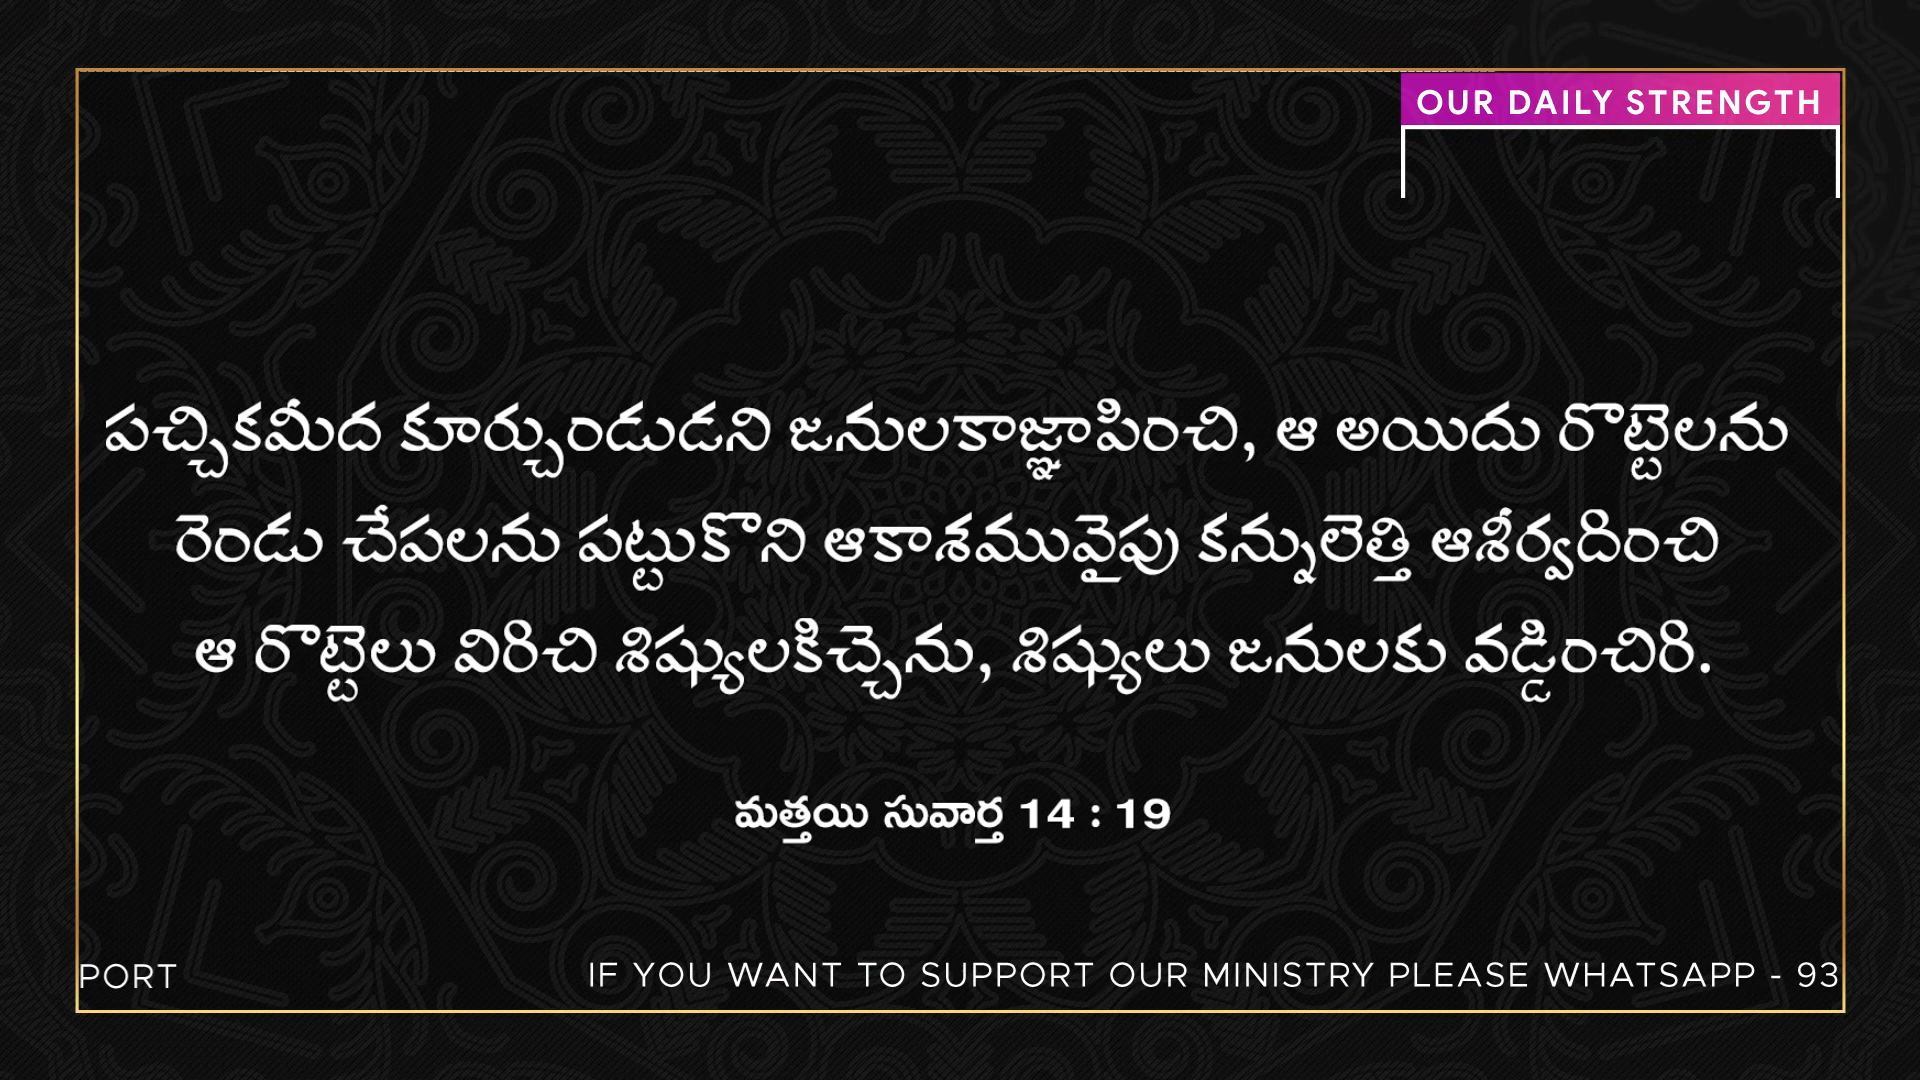 OUR DAILY STRENGTH
పచ్చికమీద కూర్చుండుడని జనులకాజ్ఞాపించి, ఆ అయిదు రొట్టెలను
రెండు చేపలను పట్టుకొని ఆకాశమువైపు కన్నులెత్తి ఆశీర్వదించి
ఆ రొట్టెలు విరిచి శిష్యులకిచ్చెను, శిష్యులు జనులకు వడ్డించిరి.
మత్తయి సువార్త 14 : 19
PORT IF YOU WANT TO SUPPORT OUR MINISTRY PLEASE WHATSAPP - 93